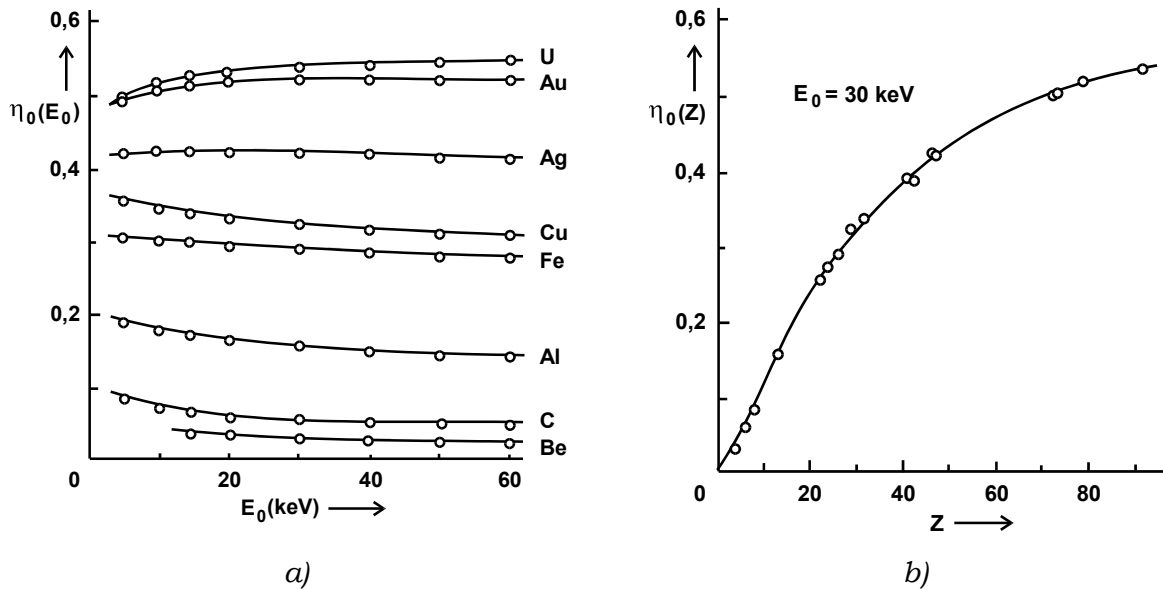 0,6
η₀(E₀)
0,4
0,2
0
20
40
60
E₀(keV)
U
Au
Ag
Cu
Fe
Al
C
Be
a)
0,6
η₀(Z)
E₀ = 30 keV
0,4
0,2
0
20
40
60
80
Z
b)